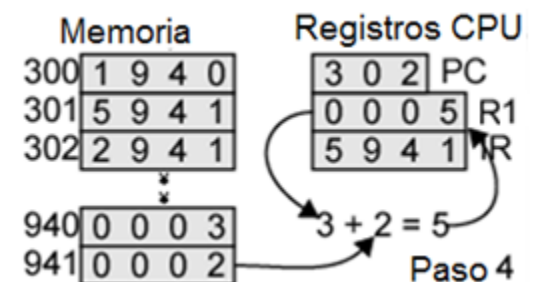 Memoria Registros CPU
300 1 9 4 0 3 0 2 PC
301 5 9 4 1 0 0 0 5 R1
302 2 9 4 1 5 9 4 1 IR
940 0 0 0 3 3 + 2 = 5
941 0 0 0 2 Paso 4